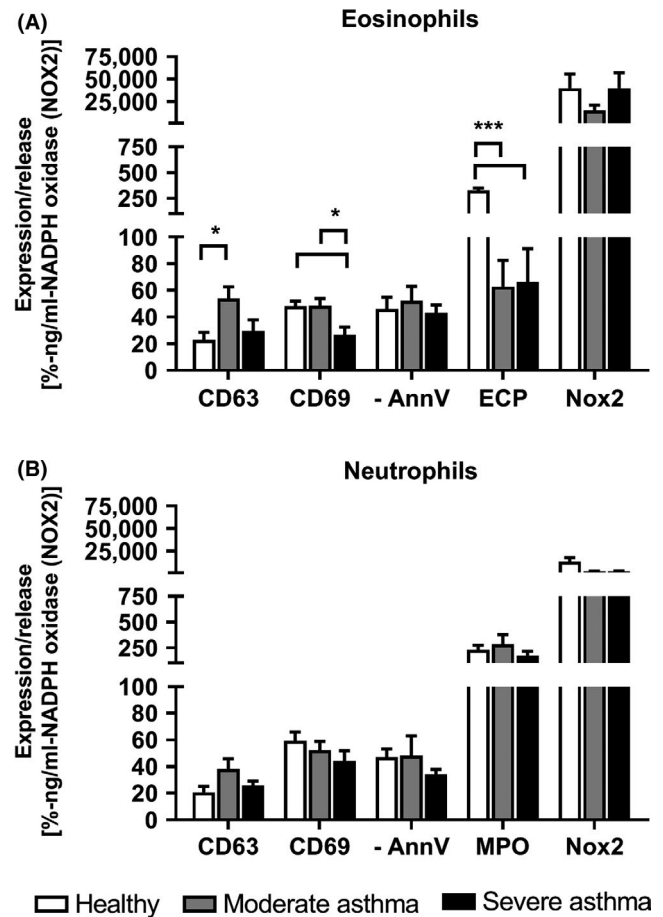 (A)
Eosinophils
Expression/release
[%-ng/ml-NADPH oxidase (NOX2)]
75,000
50,000
25,000
750
250
100
80
60
40
20
0
*
*
***
CD63 CD69 - AnnV ECP Nox2
(B)
Neutrophils
Expression/release
[%-ng/ml-NADPH oxidase (NOX2)]
75,000
50,000
25,000
750
250
100
80
60
40
20
0
CD63 CD69 - AnnV MPO Nox2
Healthy Moderate asthma Severe asthma